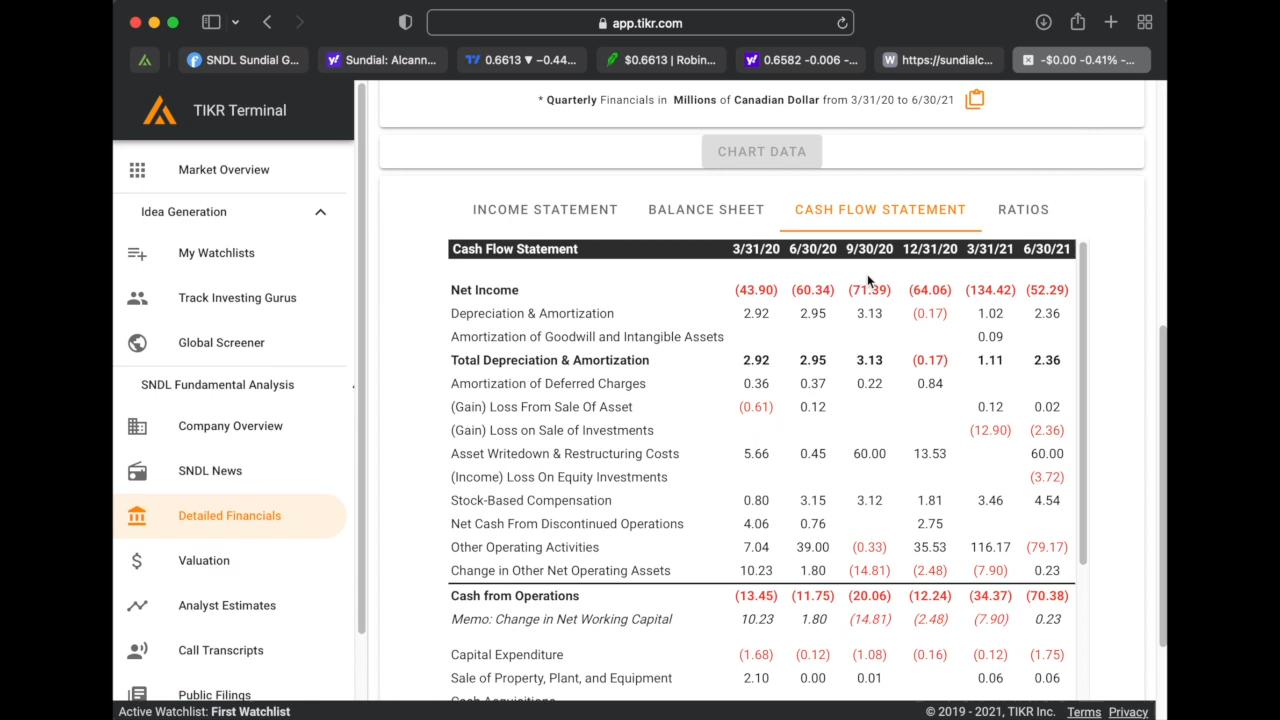 app.tikr.com
SNDL Sundial G...
Sundial: Alcann...
0.6613 ▼ −0.44...
$0.6613 | Robin...
0.6582 -0.006 -...
https://sundialc...
-$0.00 -0.41% -...
TIKR Terminal
* Quarterly Financials in Millions of Canadian Dollar from 3/31/20 to 6/30/21
CHART DATA
Market Overview
Idea Generation
My Watchlists
Track Investing Gurus
Global Screener
SNDL Fundamental Analysis
Company Overview
SNDL News
Detailed Financials
Valuation
Analyst Estimates
Call Transcripts
Public Filings
INCOME STATEMENT BALANCE SHEET CASH FLOW STATEMENT RATIOS
Cash Flow Statement 3/31/20 6/30/20 9/30/20 12/31/20 3/31/21 6/30/21
Net Income (43.90) (60.34) (71.39) (64.06) (134.42) (52.29)
Depreciation & Amortization 2.92 2.95 3.13 (0.17) 1.02 2.36
Amortization of Goodwill and Intangible Assets 0.09
Total Depreciation & Amortization 2.92 2.95 3.13 (0.17) 1.11 2.36
Amortization of Deferred Charges 0.36 0.37 0.22 0.84
(Gain) Loss From Sale Of Asset (0.61) 0.12 0.12 0.02
(Gain) Loss on Sale of Investments (12.90) (2.36)
Asset Writedown & Restructuring Costs 5.66 0.45 60.00 13.53 60.00
(Income) Loss On Equity Investments (3.72)
Stock-Based Compensation 0.80 3.15 3.12 1.81 3.46 4.54
Net Cash From Discontinued Operations 4.06 0.76 2.75
Other Operating Activities 7.04 39.00 (0.33) 35.53 116.17 (79.17)
Change in Other Net Operating Assets 10.23 1.80 (14.81) (2.48) (7.90) 0.23
Cash from Operations (13.45) (11.75) (20.06) (12.24) (34.37) (70.38)
Memo: Change in Net Working Capital 10.23 1.80 (14.81) (2.48) (7.90) 0.23
Capital Expenditure (1.68) (0.12) (1.08) (0.16) (0.12) (1.75)
Sale of Property, Plant, and Equipment 2.10 0.00 0.01 0.06 0.06
Cash Acquisitions
Active Watchlist: First Watchlist
© 2019 - 2021, TIKR Inc. Terms Privacy